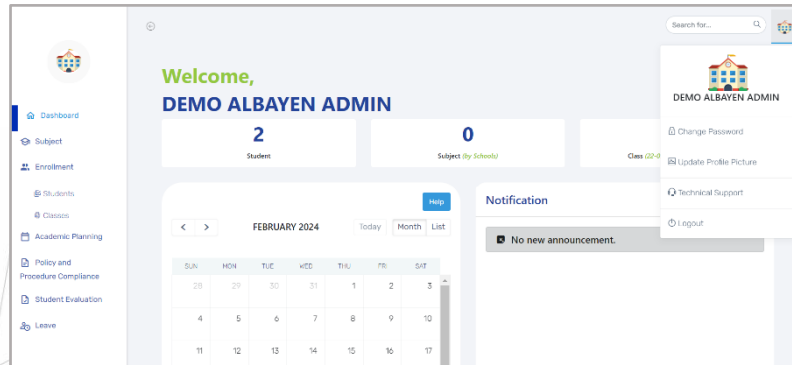 Search for...
Welcome,
DEMO ALBAYEN ADMIN
2
Student
0
Subject (by Schools)
Class (22-0
DEMO ALBAYEN ADMIN
Change Password
Update Profile Picture
Technical Support
Logout
Dashboard
Subject
Enrollment
Students
Classes
Academic Planning
Policy and
Procedure Compliance
Student Evaluation
Leave
Help
FEBRUARY 2024
Today Month List
SUN MON TUE WED THU FRI SAT
28 29 30 31 1 2 3
4 5 6 7 8 9 10
11 12 13 14 15 16 17
Notification
No new announcement.